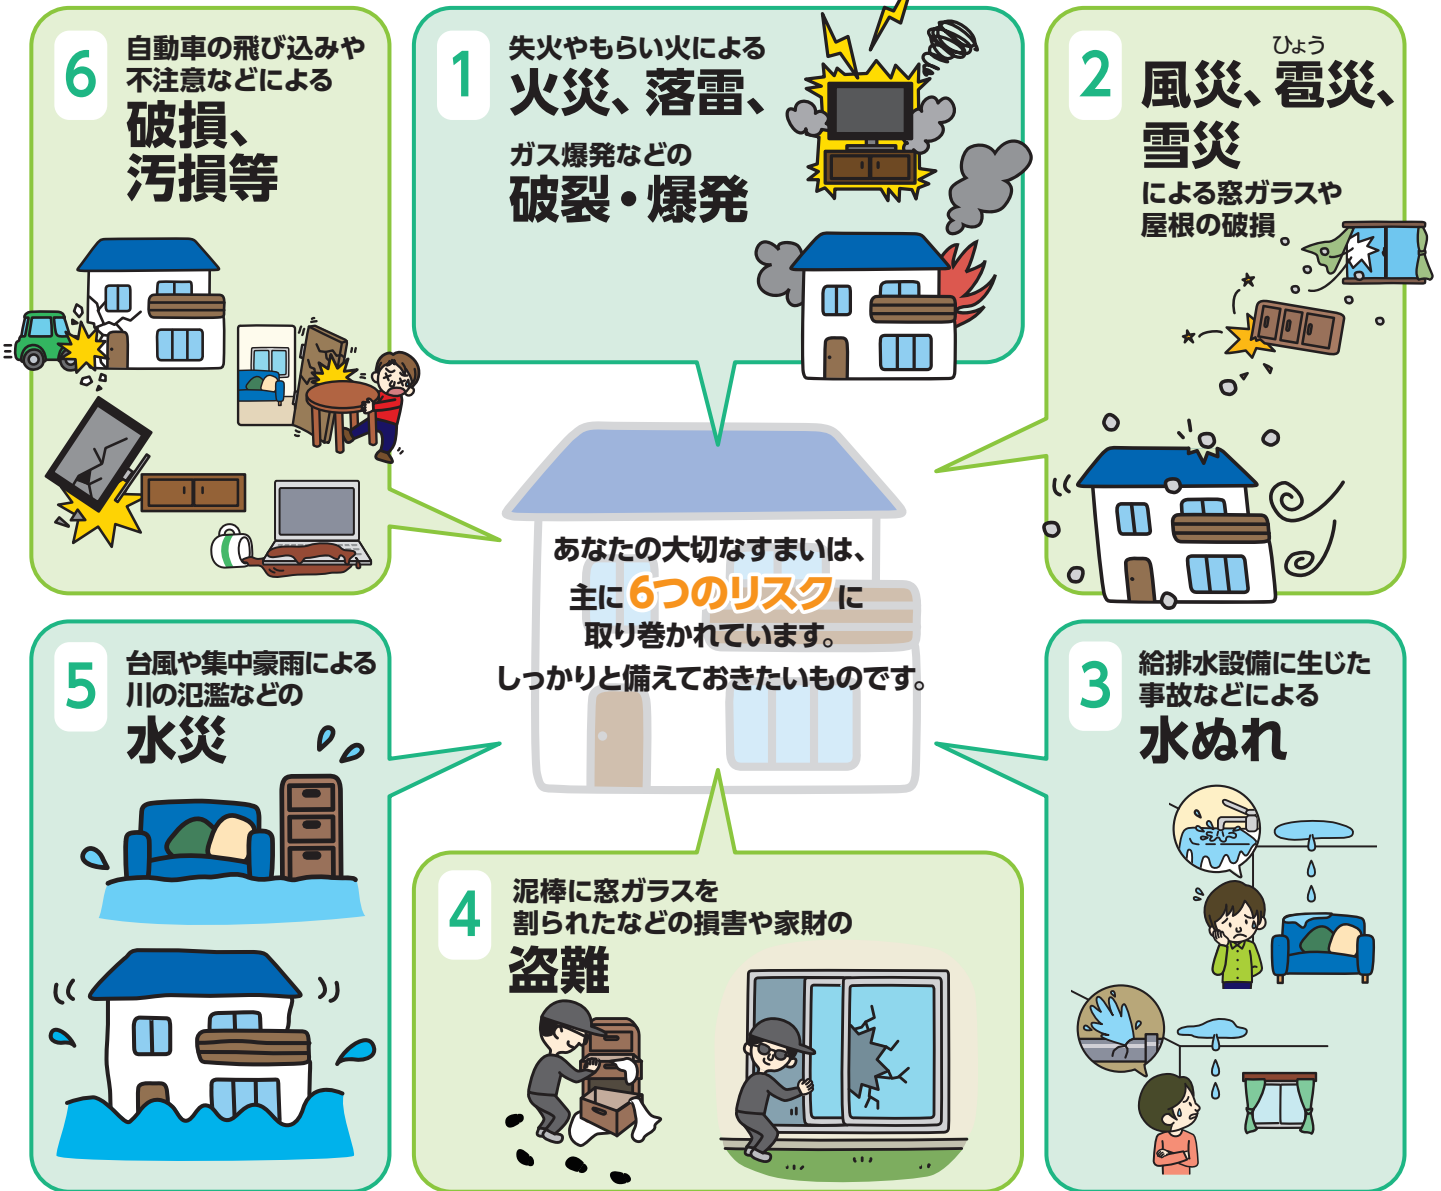 1
失火やもらい火による
火災、落雷、
ガス爆発などの
破裂・爆発
2
ひょう
風災、雹災、
雪災
による窓ガラスや
屋根の破損
3
給排水設備に生じた
事故などによる
水ぬれ
4
泥棒に窓ガラスを
割られたなどの損害や家財の
盗難
5
台風や集中豪雨による
川の氾濫などの
水災
6
自動車の飛び込みや
不注意などによる
破損、
汚損等
あなたの大切なすまいは、
主に6つのリスクに
取り巻かれています。
しっかりと備えておきたいものです。